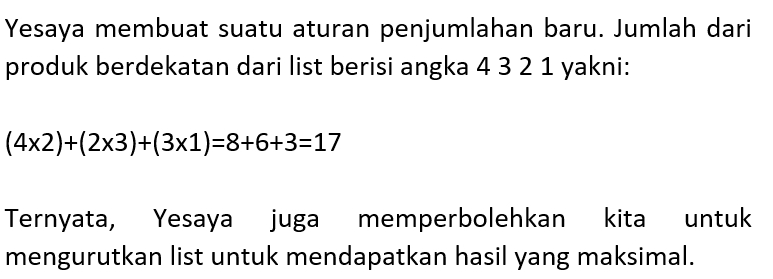 Yesaya membuat suatu aturan penjumlahan baru. Jumlah dari
produk berdekatan dari list berisi angka 4 3 2 1 yakni:
(4x2)+(2x3)+(3x1)=8+6+3=17
Ternyata, Yesaya juga memperbolehkan kita untuk
mengurutkan list untuk mendapatkan hasil yang maksimal.